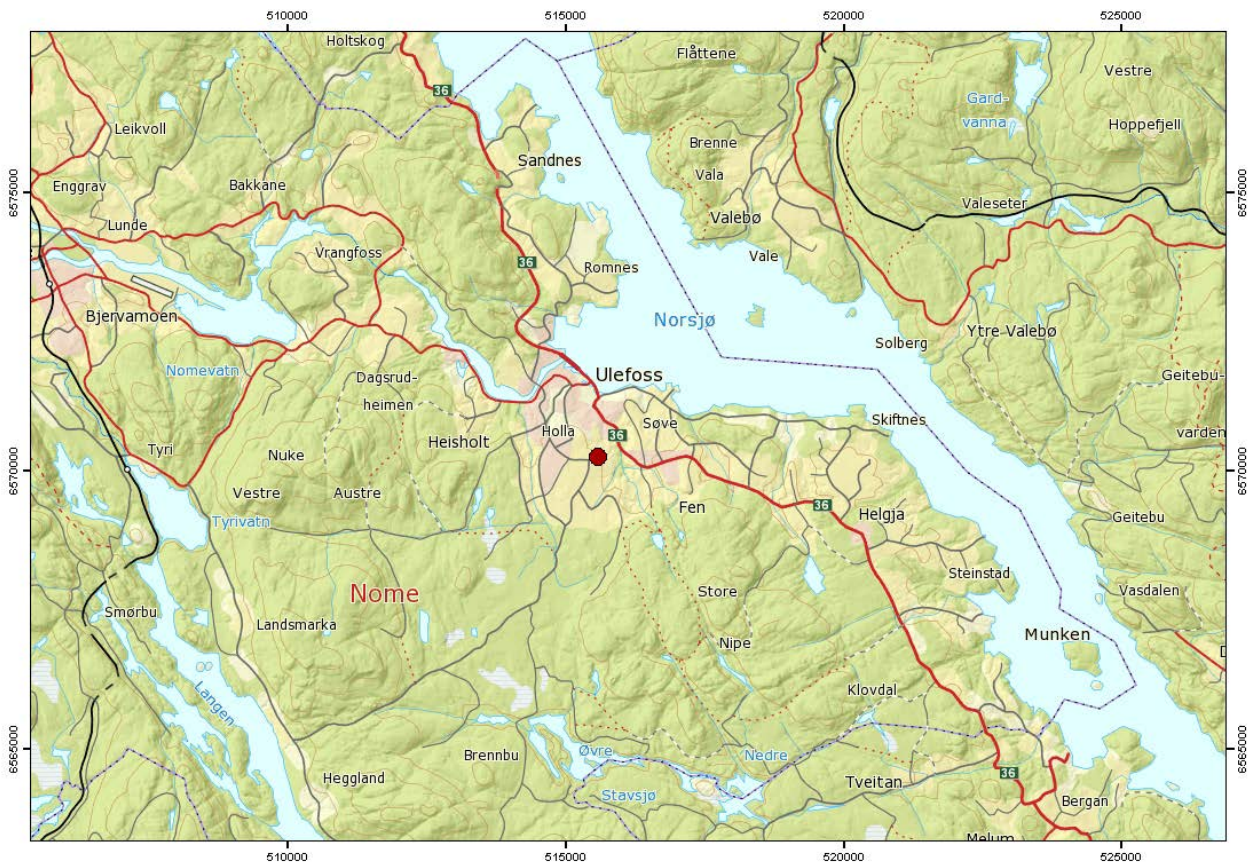 510000
515000
520000
525000
Holtskog
Flåttene
Vestre
36
Gard-
vanna
Hoppefjell
Leikvoll
Brenne
Sandnes
Vala
Enggrav
Bakkane
6575000
6575000
Valeseter
Valebø
Lunde
Vrangfoss
Vale
36
Romnes
Bjervamoen
Norsjø
Ytre Valebø
Solberg
Nomevatn
Ulefoss
Dagsrud-
heimen
Geitebu-
Skiftnes
Søve
Holla
36
varden
Heisholt
Tyri
Nuke
6570000
6570000
Vestre
Austre
Fen
36
Helgja
Geitebu
Tyrivatn
Steinstad
Nome
Store
Vasdalen
Smørbu
Landsmarka
Munken
Nipe
D
Langen
Klovdal
6565000
6565000
Brennbu
Øvre
Nedre
Heggland
36
Tveitan
Stavsjø
Bergan
Melum
510000
515000
520000
525000